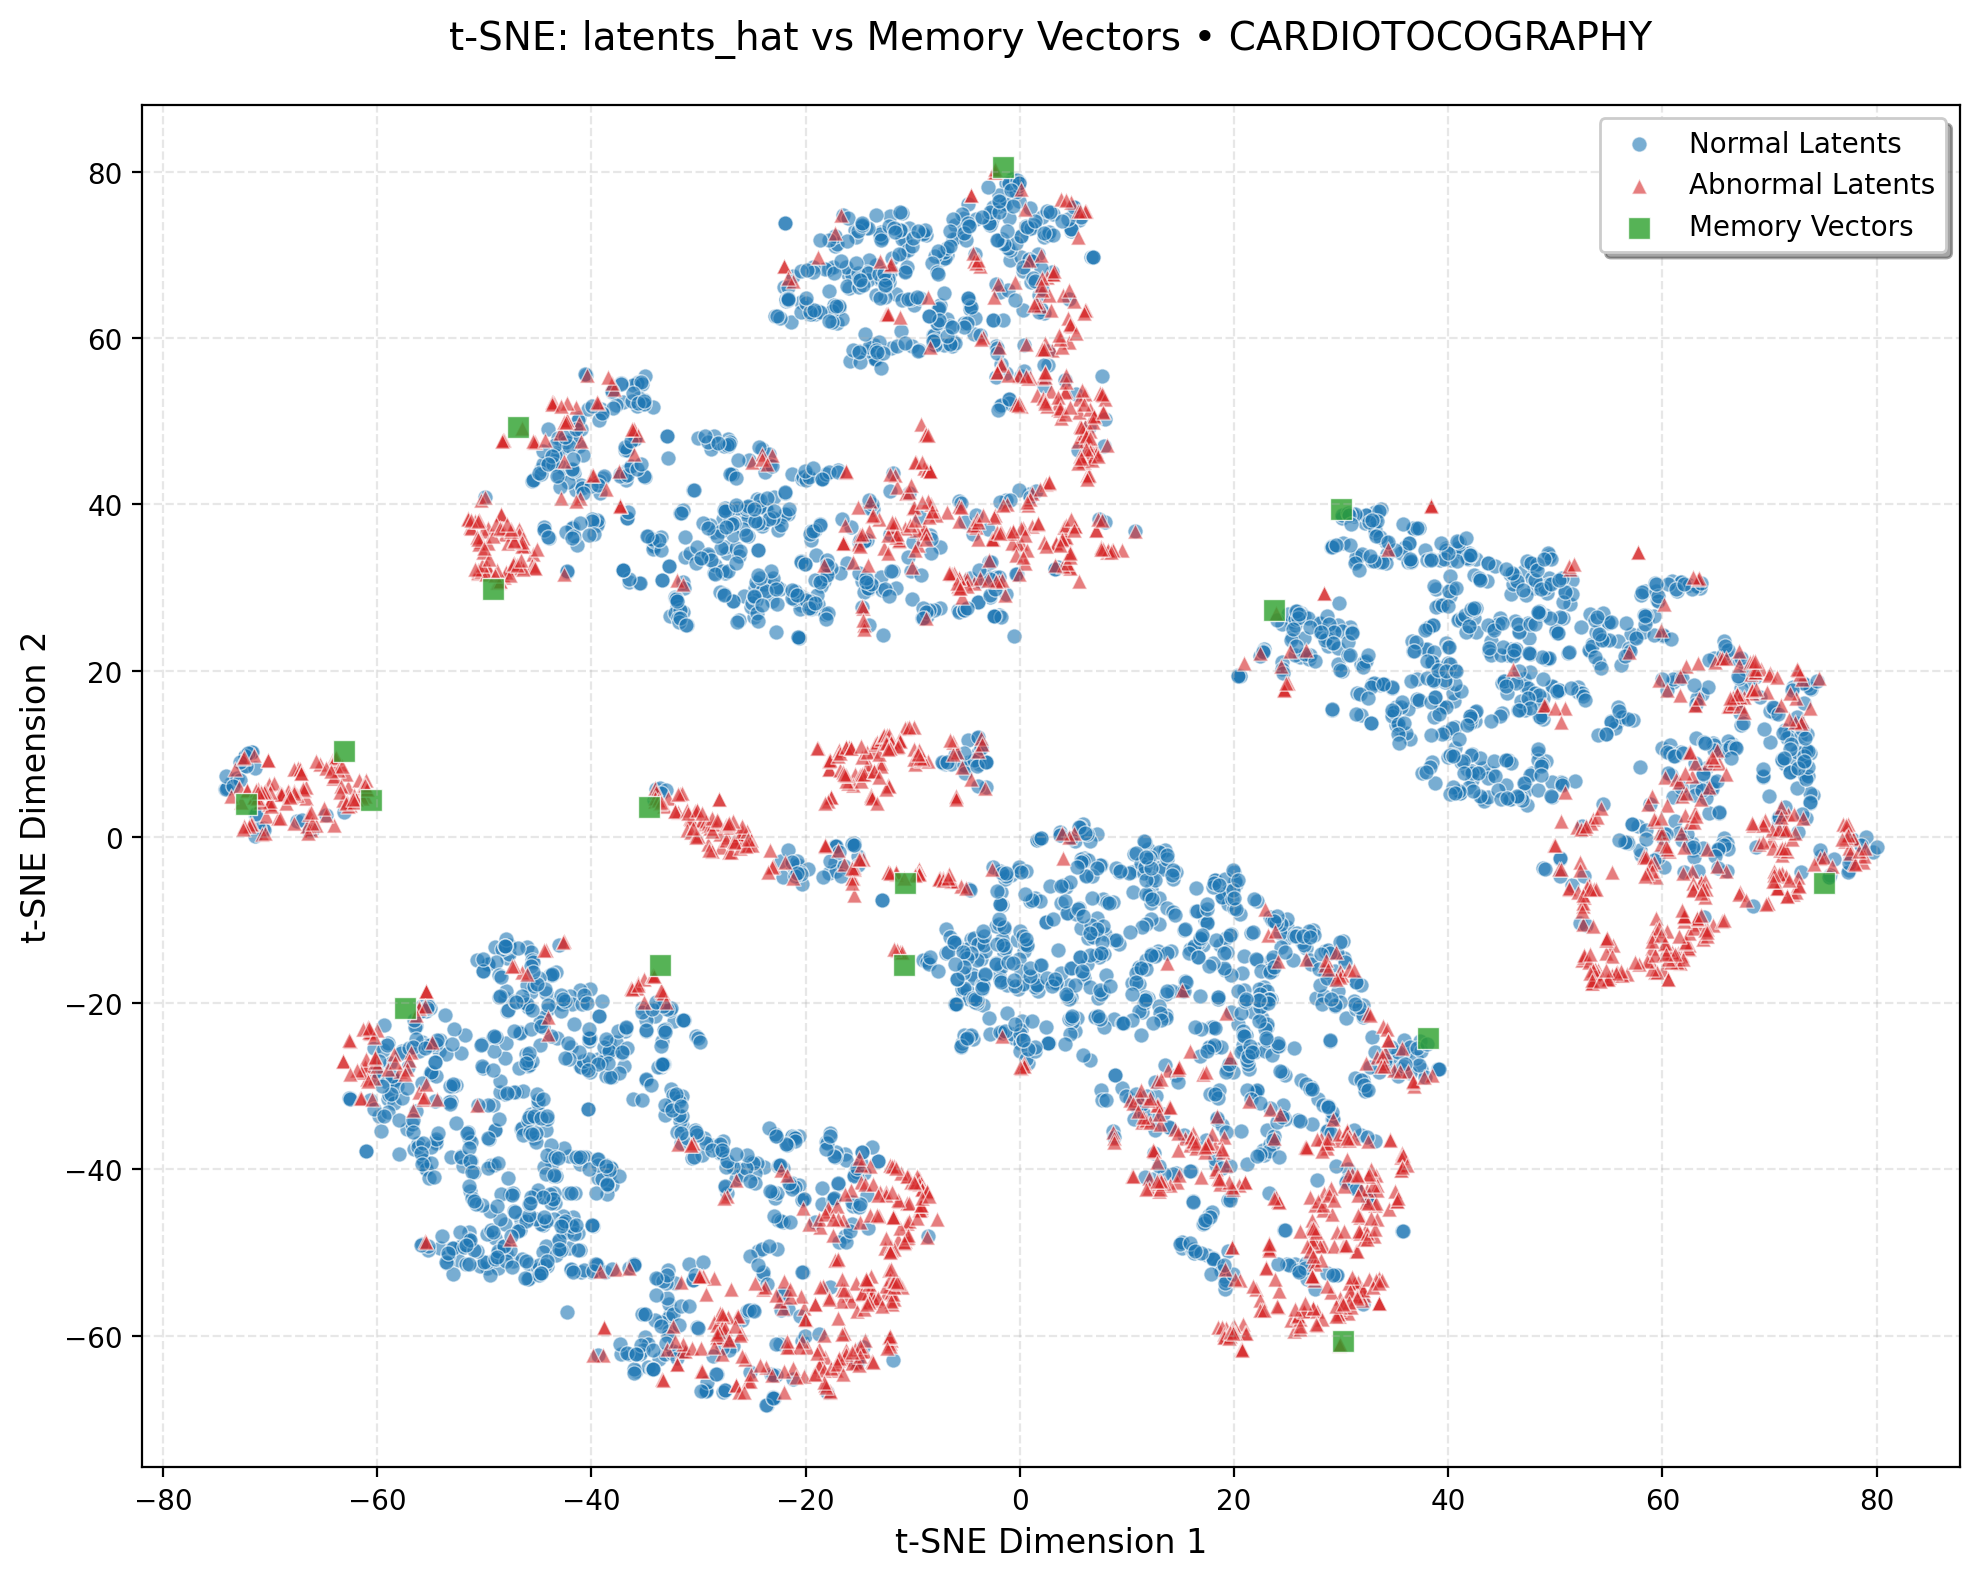 t-SNE: latents_hat vs Memory Vectors • CARDIOTOCOGRAPHY
Normal Latents
Abnormal Latents
Memory Vectors
t-SNE Dimension 2
80
60
40
20
0
−20
−40
−60
−80 −60 −40 −20 0 20 40 60 80
t-SNE Dimension 1